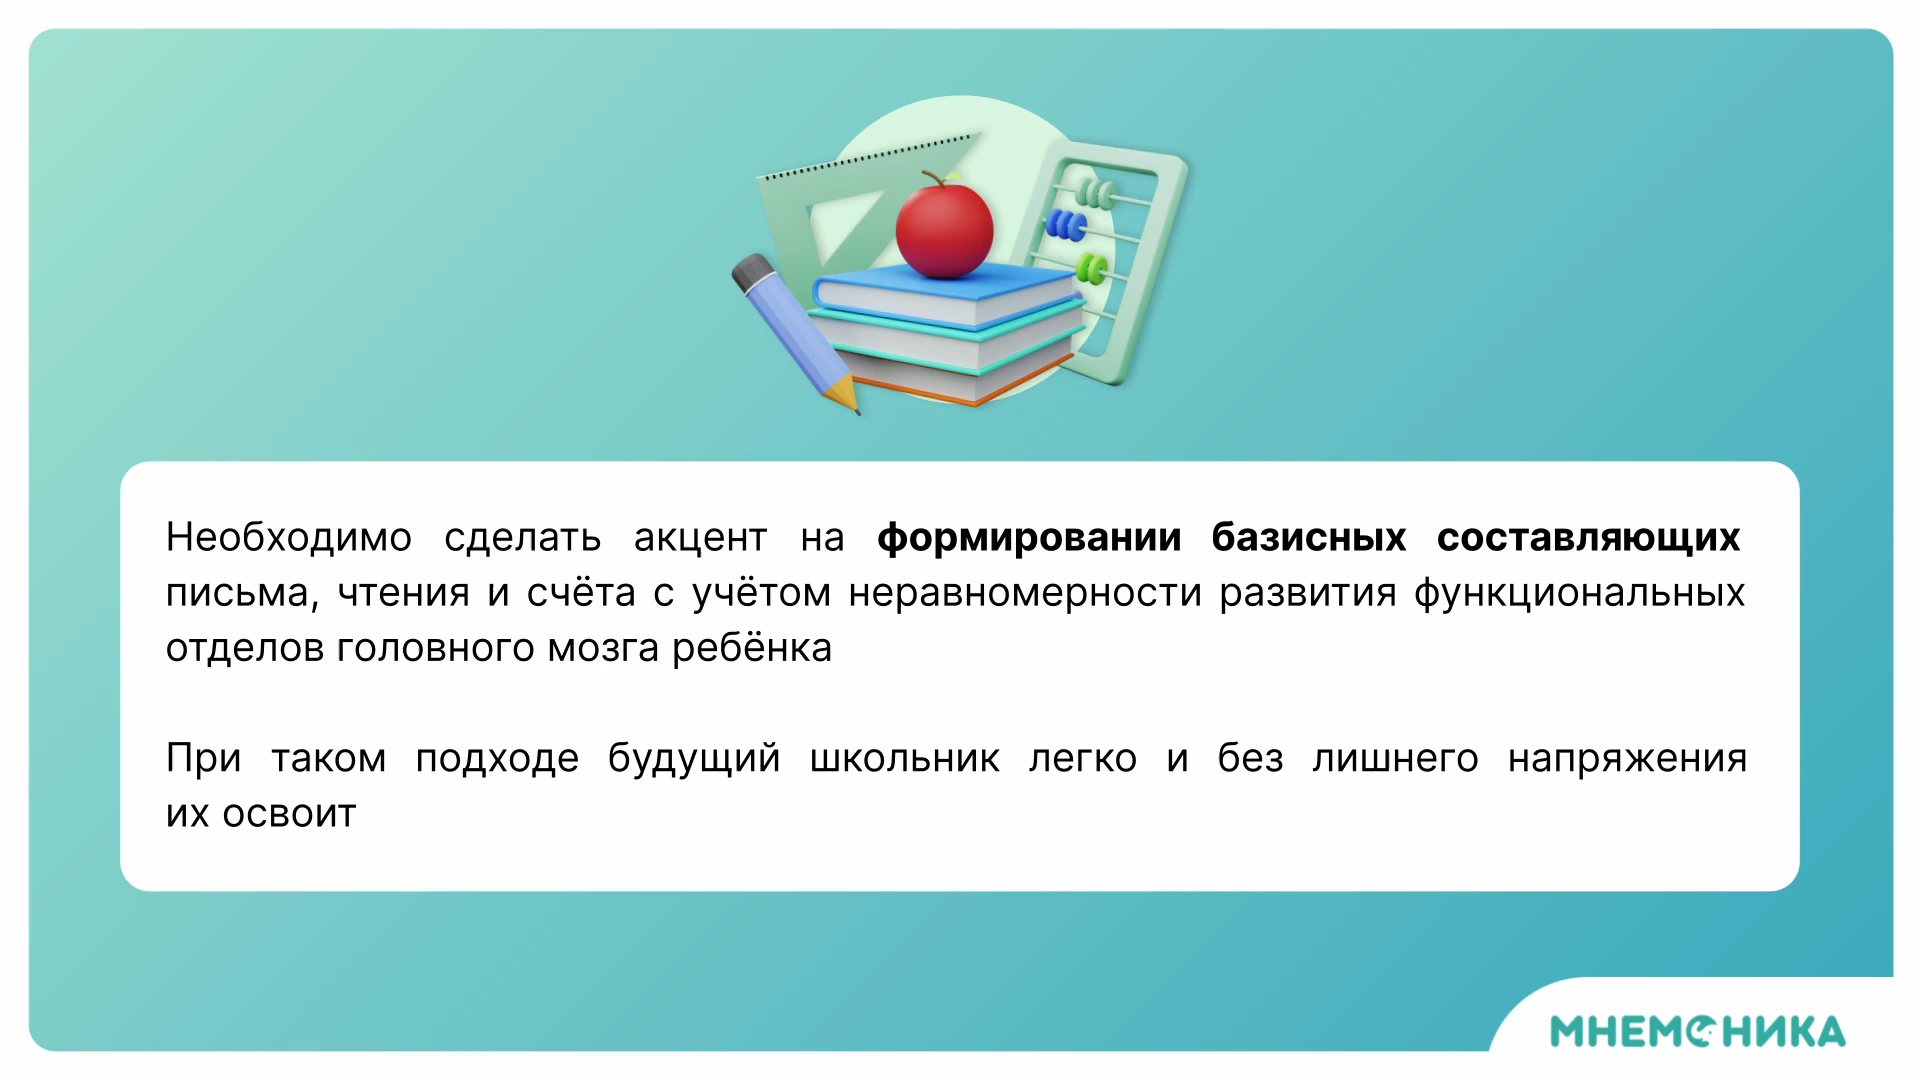 Необходимо сделать акцент на формировании базисных составляющих
письма, чтения и счёта с учётом неравномерности развития функциональных
отделов головного мозга ребёнка
При таком подходе будущий школьник легко и без лишнего напряжения
их освоит
МНЕМОНИКА